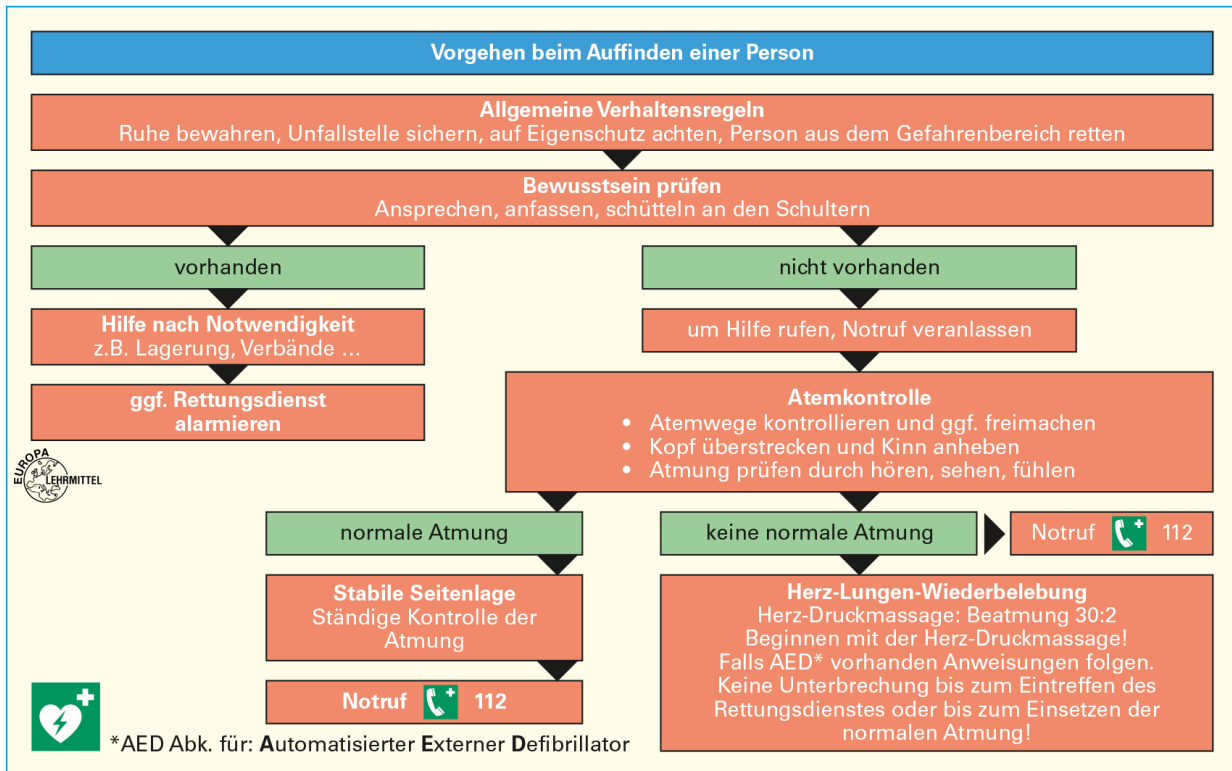 Vorgehen beim Auffinden einer Person
Allgemeine Verhaltensregeln
Ruhe bewahren, Unfallstelle sichern, auf Eigenschutz achten, Person aus dem Gefahrenbereich retten
Bewusstsein prüfen
Ansprechen, anfassen, schütteln an den Schultern
vorhanden
nicht vorhanden
Hilfe nach Notwendigkeit
z.B. Lagerung, Verbände ...
um Hilfe rufen, Notruf veranlassen
ggf. Rettungsdienst
alarmieren
Atemkontrolle
• Atemwege kontrollieren und ggf. freimachen
• Kopf überstrecken und Kinn anheben
• Atmung prüfen durch hören, sehen, fühlen
EUROPA
LEHRMITTEL
normale Atmung
keine normale Atmung
Notruf 112
Stabile Seitenlage
Ständige Kontrolle der
Atmung
Notruf 112
Herz-Lungen-Wiederbelebung
Herz-Druckmassage: Beatmung 30:2
Beginnen mit der Herz-Druckmassage!
Falls AED* vorhanden Anweisungen folgen.
Keine Unterbrechung bis zum Eintreffen des
Rettungsdienstes oder bis zum Einsetzen der
normalen Atmung!
*AED Abk. für: Automatisierter Externer Defibrillator